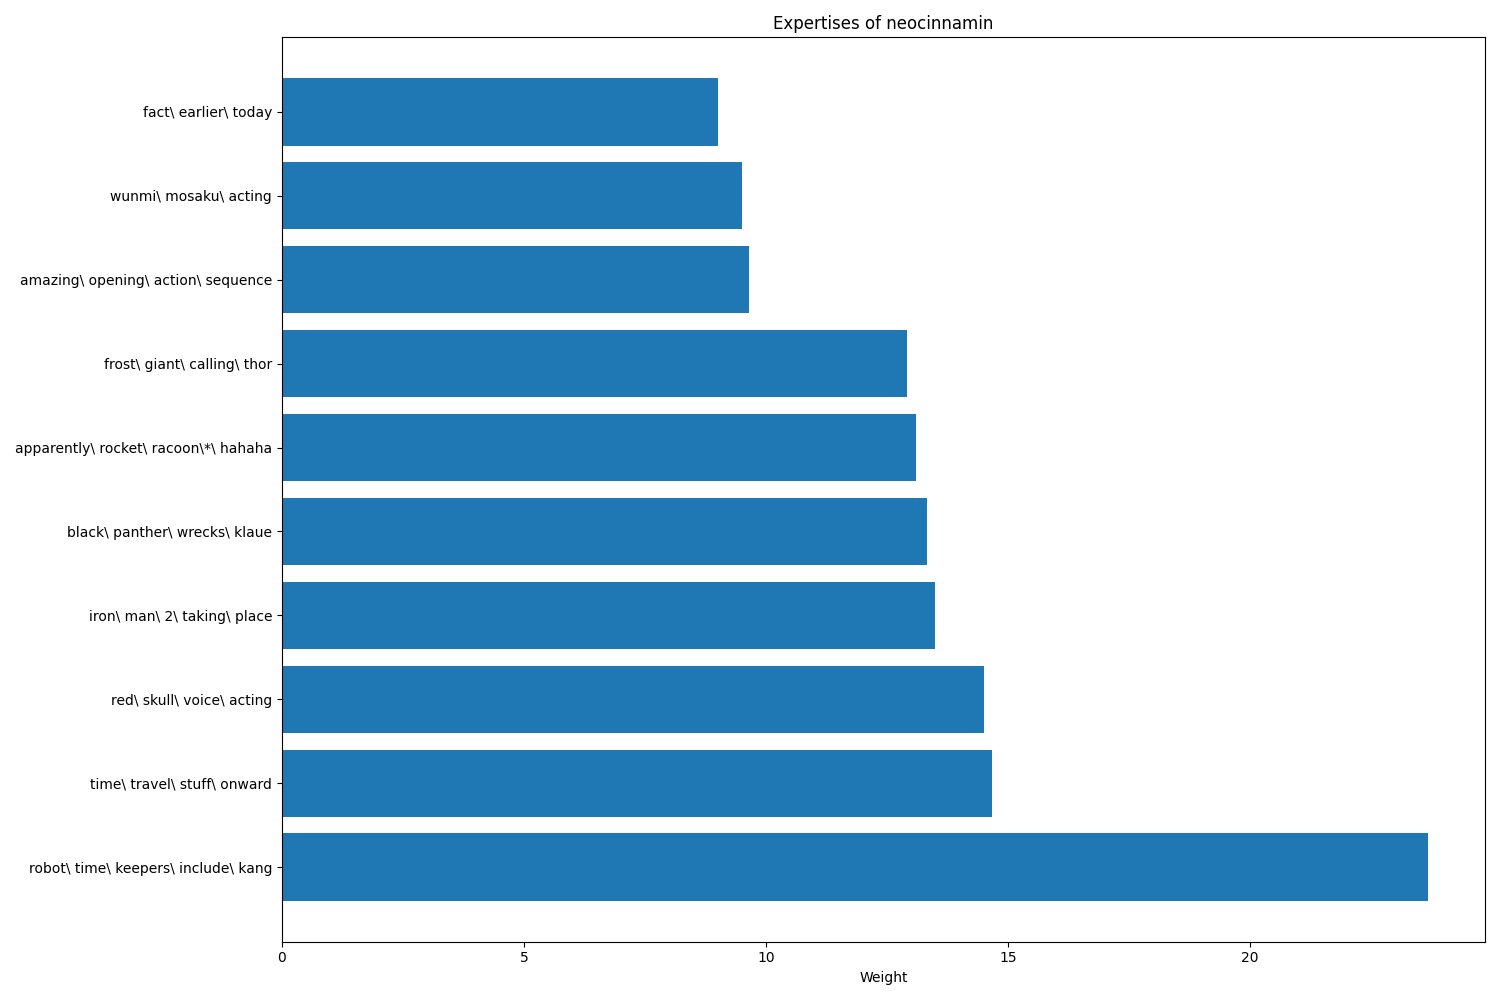 Expertises of neocinnamin
fact\ earlier\ today
wunmi\ mosaku\ acting
amazing\ opening\ action\ sequence
frost\ giant\ calling\ thor
apparently\ rocket\ racoon\*\ hahaha
black\ panther\ wrecks\ klaue
iron\ man\ 2\ taking\ place
red\ skull\ voice\ acting
time\ travel\ stuff\ onward
robot\ time\ keepers\ include\ kang
0 5 10 15 20
Weight